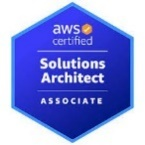 aws
certified
Solutions
Architect
ASSOCIATE